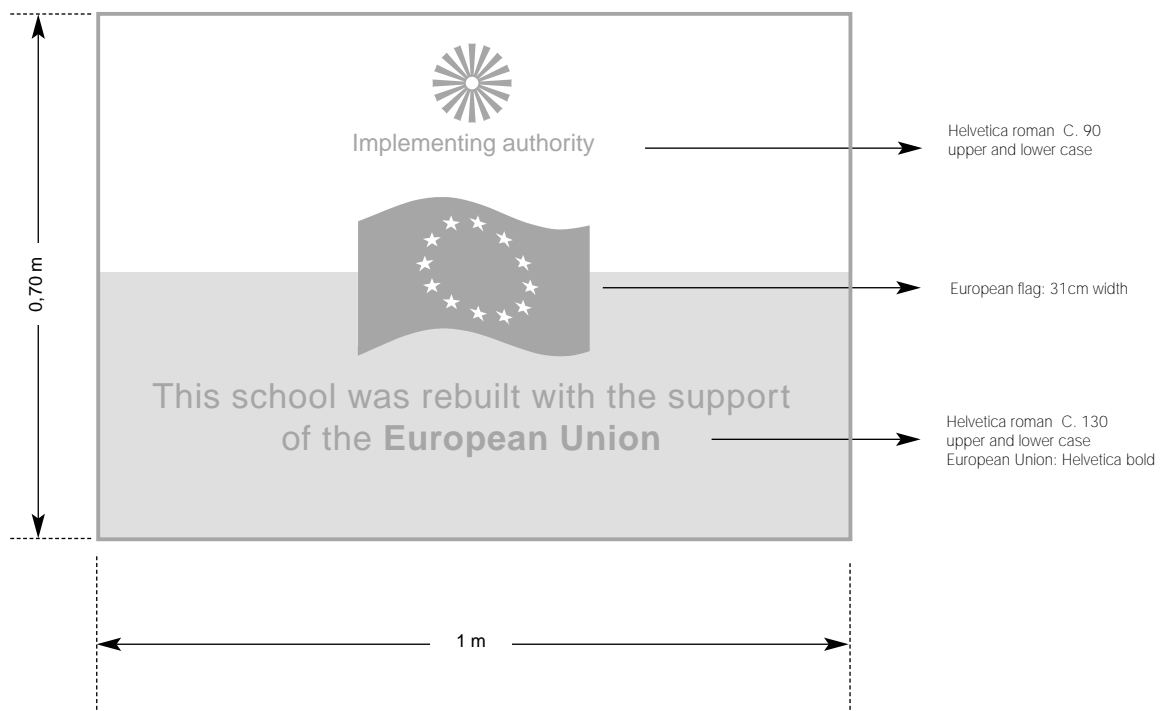 Implementing authority
Helvetica roman C. 90
upper and lower case
0,70 m
European flag: 31cm width
This school was rebuilt with the support
of the European Union
Helvetica roman C. 130
upper and lower case
European Union: Helvetica bold
1 m